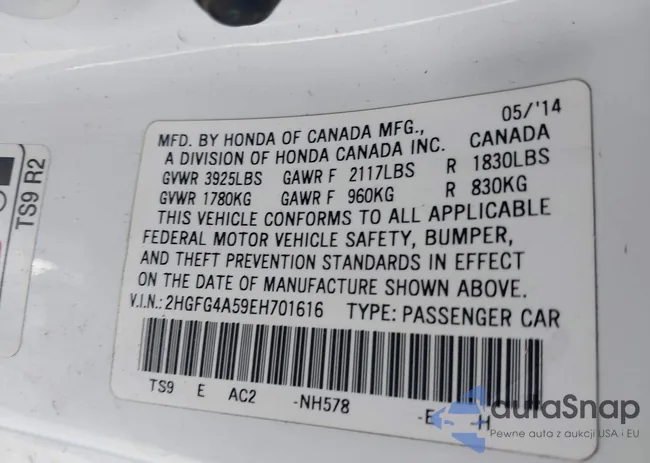 TS9 R2
05/'14
MFD. BY HONDA OF CANADA MFG.,
A DIVISION OF HONDA CANADA INC. CANADA
GVWR 3925LBS GAWR F 2117LBS R 1830LBS
GVWR 1780KG GAWR F 960KG R 830KG
THIS VEHICLE CONFORMS TO ALL APPLICABLE
FEDERAL MOTOR VEHICLE SAFETY, BUMPER,
AND THEFT PREVENTION STANDARDS IN EFFECT
ON THE DATE OF MANUFACTURE SHOWN ABOVE.
V.I.N.: 2HGFG4A59EH701616 TYPE: PASSENGER CAR
TS9 E AC2 -NH578 -E H
autaSnap
Pewne auta z aukcji USA i EU